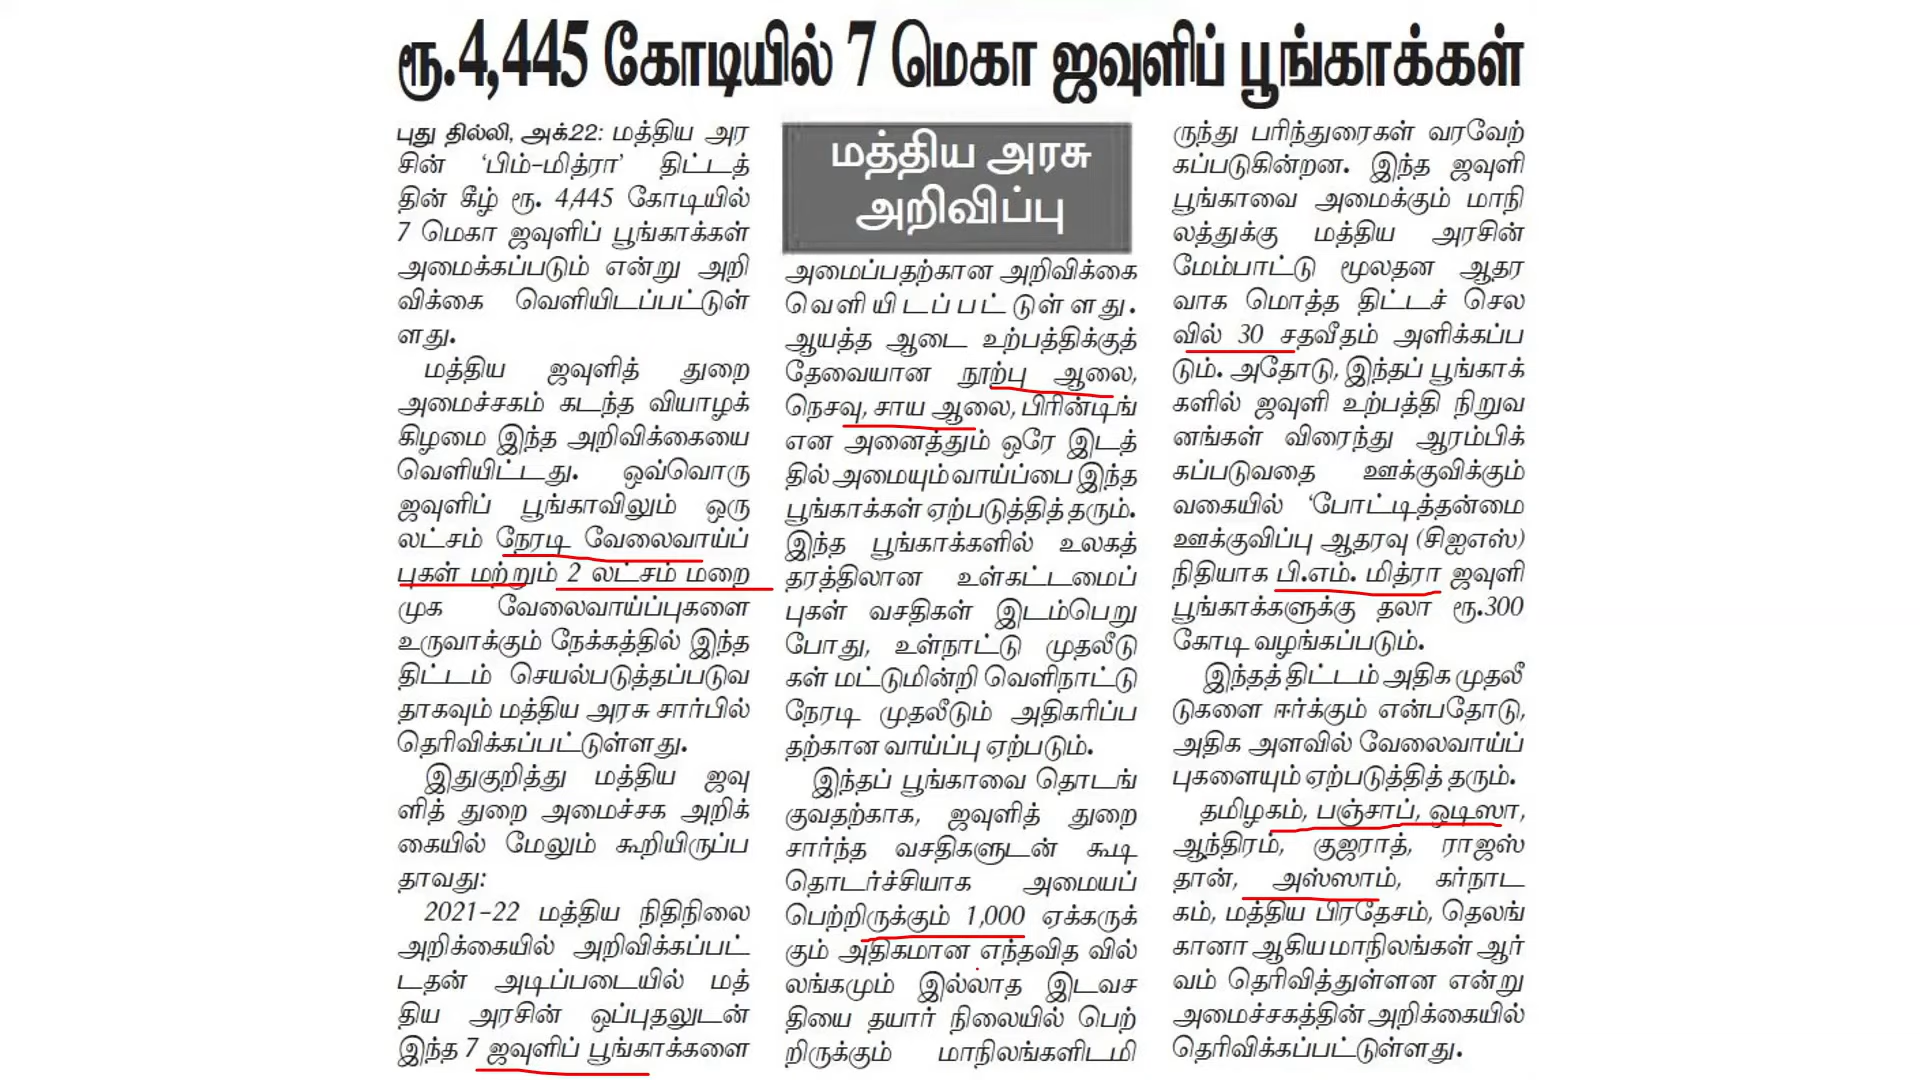 ரூ.4,445 கோடியில் 7 மெகா ஜவுளிப் பூங்காக்கள்
புது தில்லி, அக்.22: மத்திய அர
சின் ‘பிம்-மித்ரா’ திட்டத்
தின் கீழ் ரூ. 4,445 கோடியில்
7 மெகா ஜவுளிப் பூங்காக்கள்
அமைக்கப்படும் என்று அறி
விக்கை வெளியிடப்பட்டுள்
ளது.
மத்திய ஜவுளித் துறை
அமைச்சகம் கடந்த வியாழக்
கிழமை இந்த அறிவிக்கையை
வெளியிட்டது. ஒவ்வொரு
ஜவுளிப் பூங்காவிலும் ஒரு
லட்சம் நேரடி வேலைவாய்ப்
புகள் மற்றும் 2 லட்சம் மறை
முக வேலைவாய்ப்புகளை
உருவாக்கும் நேக்கத்தில் இந்த
திட்டம் செயல்படுத்தப்படுவ
தாகவும் மத்திய அரசு சார்பில்
தெரிவிக்கப்பட்டுள்ளது.
இதுகுறித்து மத்திய ஜவு
ளித் துறை அமைச்சக அறிக்
கையில் மேலும் கூறியிருப்ப
தாவது:
2021-22 மத்திய நிதிநிலை
அறிக்கையில் அறிவிக்கப்பட்
டதன் அடிப்படையில் மத்
திய அரசின் ஒப்புதலுடன்
இந்த 7 ஜவுளிப் பூங்காக்களை
மத்திய அரசு
அறிவிப்பு
அமைப்பதற்கான அறிவிக்கை
வெளியிடப்பட்டுள்ளது.
ஆயத்த ஆடை உற்பத்திக்குத்
தேவையான நூற்பு ஆலை,
நெசவு, சாய ஆலை, பிரின்டிங்
என அனைத்தும் ஒரே இடத்
தில் அமையும் வாய்ப்பை இந்த
பூங்காக்கள் ஏற்படுத்தித் தரும்.
இந்த பூங்காக்களில் உலகத்
தரத்திலான உள்கட்டமைப்
புகள் வசதிகள் இடம்பெறு
போது, உள்நாட்டு முதலீடு
கள் மட்டுமின்றி வெளிநாட்டு
நேரடி முதலீடும் அதிகரிப்ப
தற்கான வாய்ப்பு ஏற்படும்.
இந்தப் பூங்காவை தொடங்
குவதற்காக, ஜவுளித் துறை
சார்ந்த வசதிகளுடன் கூடி
தொடர்ச்சியாக அமையப்
பெற்றிருக்கும் 1,000 ஏக்கருக்
கும் அதிகமான எந்தவித வில்
லங்கமும் இல்லாத இடவச
தியை தயார் நிலையில் பெற்
றிருக்கும் மாநிலங்களிடமி
ருந்து பரிந்துரைகள் வரவேற்
கப்படுகின்றன. இந்த ஜவுளி
பூங்காவை அமைக்கும் மாநி
லத்துக்கு மத்திய அரசின்
மேம்பாட்டு மூலதன ஆதர
வாக மொத்த திட்டச் செல
வில் 30 சதவீதம் அளிக்கப்ப
டும். அதோடு, இந்தப் பூங்காக்
களில் ஜவுளி உற்பத்தி நிறுவ
னங்கள் விரைந்து ஆரம்பிக்
கப்படுவதை ஊக்குவிக்கும்
வகையில் ‘போட்டித்தன்மை
ஊக்குவிப்பு ஆதரவு (சிஐஎஸ்)
நிதியாக பி.எம். மித்ரா ஜவுளி
பூங்காக்களுக்கு தலா ரூ.300
கோடி வழங்கப்படும்.
இந்தத் திட்டம் அதிக முதலீ
டுகளை ஈர்க்கும் என்பதோடு,
அதிக அளவில் வேலைவாய்ப்
புகளையும் ஏற்படுத்தித் தரும்.
தமிழகம், பஞ்சாப், ஒடிஸா,
ஆந்திரம், குஜராத், ராஜஸ்
தான், அஸ்ஸாம், கர்நாட
கம், மத்திய பிரதேசம், தெலங்
கானா ஆகிய மாநிலங்கள் ஆர்
வம் தெரிவித்துள்ளன என்று
அமைச்சகத்தின் அறிக்கையில்
தெரிவிக்கப்பட்டுள்ளது.